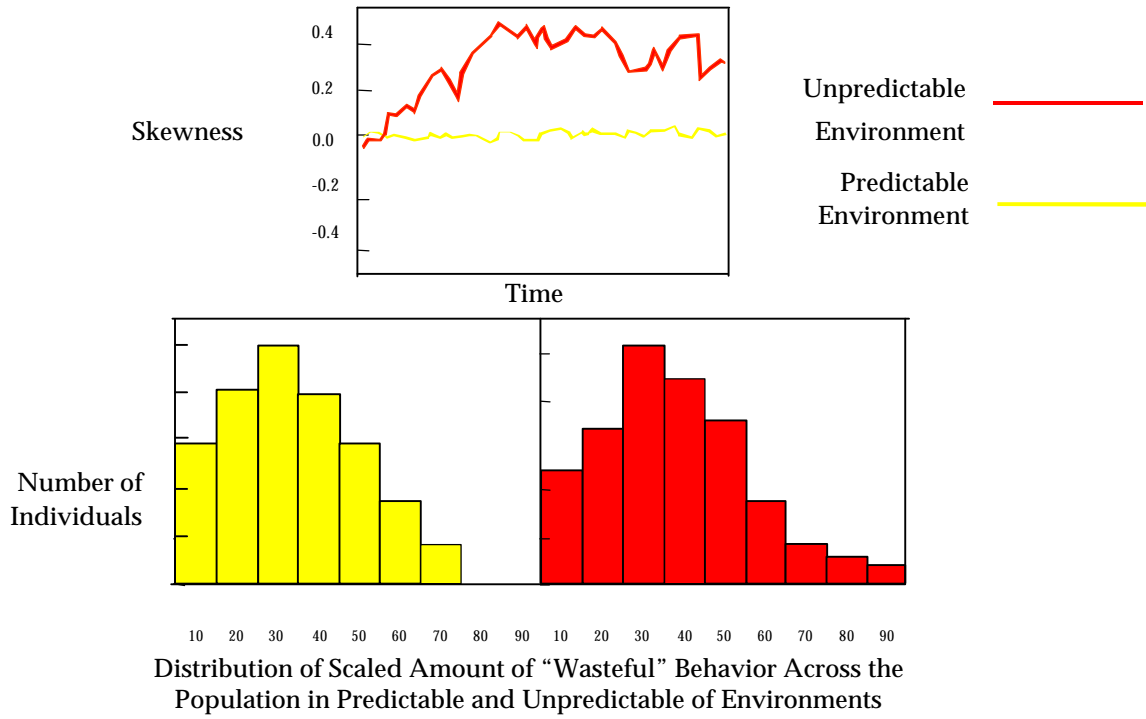 0.4
0.2
Skewness
0.0
-0.2
-0.4
Time
Unpredictable
Environment
Predictable
Environment
Number of
Individuals
10 20 30 40 50 60 70 80 90 10 20 30 40 50 60 70 80 90
Distribution of Scaled Amount of “Wasteful” Behavior Across the
Population in Predictable and Unpredictable of Environments